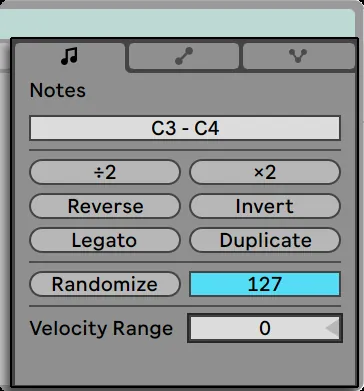 Notes
C3 - C4
÷2 ×2
Reverse Invert
Legato Duplicate
Randomize 127
Velocity Range 0